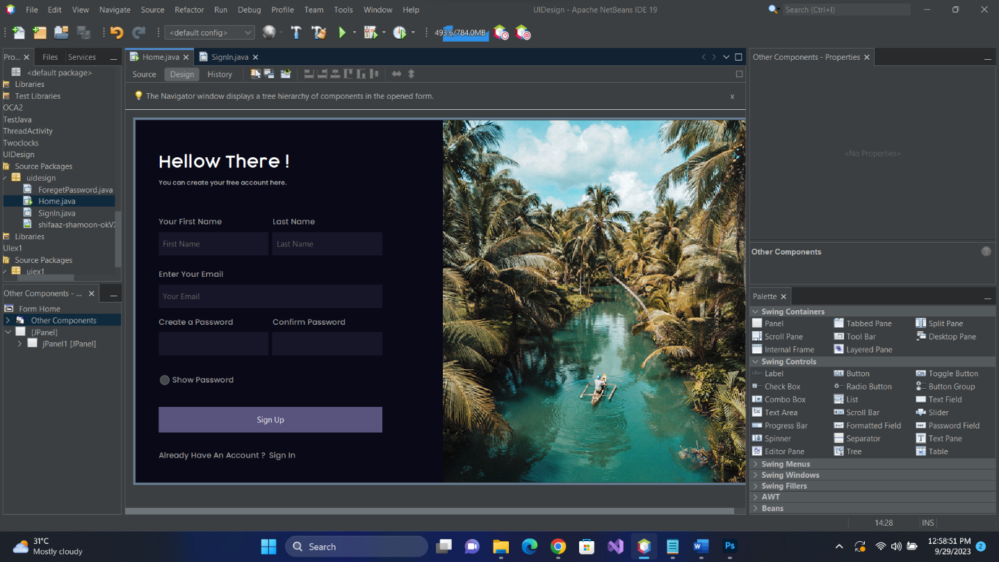 File Edit View Navigate Source Refactor Run Debug Profile Team Tools Window Help UIDesign - Apache NetBeans IDE 19 Search (Ctrl+I)
<default config> 493.6/784.0MB
Pro... Files Services Home.java SignIn.java Other Components - Properties
Source Design History
The Navigator window displays a tree hierarchy of components in the opened form. x
<default package>
Libraries
Test Libraries
OCA2
TestJava
ThreadActivity
Twoclocks
UIDesign
Source Packages
uidesign
ForegetPassword.java
Home.java
SignIn.java
shifaaz-shamoon-okV
Libraries
UIex1
Source Packages
uiex1
Other Components - ...
Form Home
Other Components
[JPanel]
jPanel1 [JPanel]
Hellow There !
You can create your free account here.
Your First Name Last Name
First Name Last Name
Enter Your Email
Your Email
Create a Password Confirm Password
Show Password
Sign Up
Already Have An Account ? Sign In
<No Properties>
Other Components
?
Palette
Swing Containers
Panel Tabbed Pane Split Pane
Scroll Pane Tool Bar Desktop Pane
Internal Frame Layered Pane
Swing Controls
Label Button Toggle Button
Check Box Radio Button Button Group
Combo Box List Text Field
Text Area Scroll Bar Slider
Progress Bar Formatted Field Password Field
Spinner Separator Text Pane
Editor Pane Tree Table
Swing Menus
Swing Windows
Swing Fillers
AWT
Beans
14:28 INS
31°C
Mostly cloudy
Search
W
Ps
12:58:51 PM
9/29/2023
2